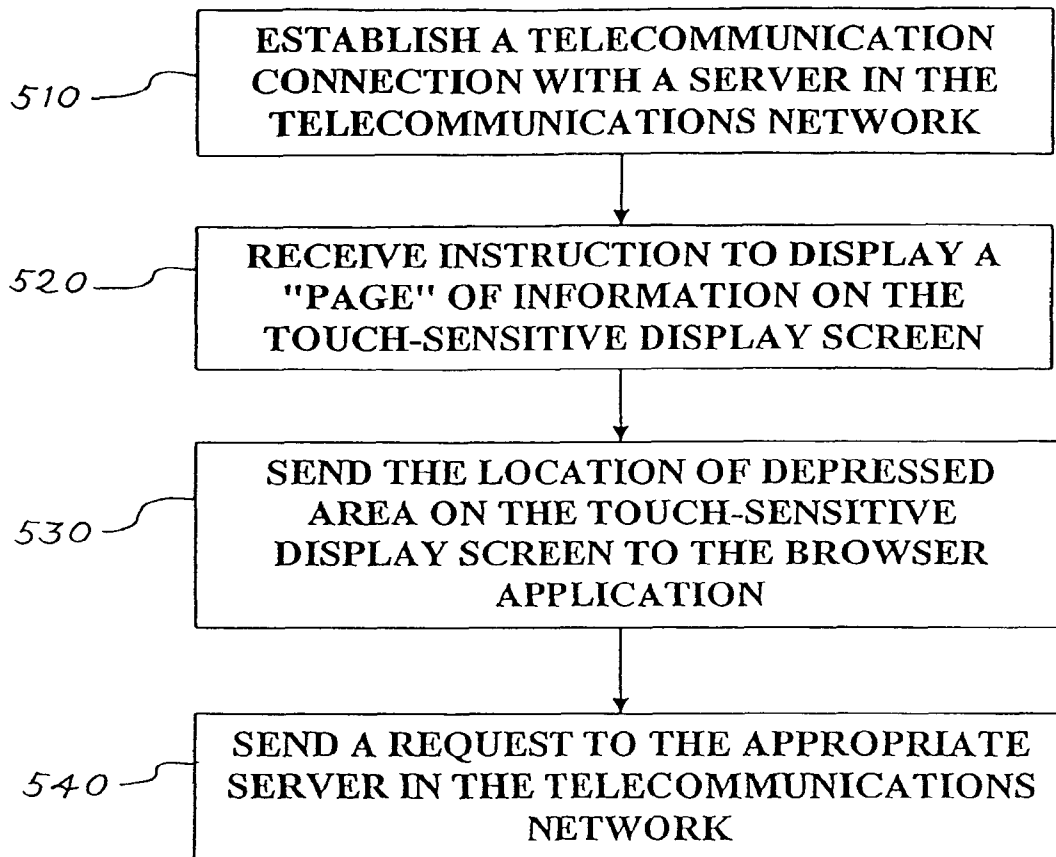 510
ESTABLISH A TELECOMMUNICATION
CONNECTION WITH A SERVER IN THE
TELECOMMUNICATIONS NETWORK
520
RECEIVE INSTRUCTION TO DISPLAY A
"PAGE" OF INFORMATION ON THE
TOUCH-SENSITIVE DISPLAY SCREEN
530
SEND THE LOCATION OF DEPRESSED
AREA ON THE TOUCH-SENSITIVE
DISPLAY SCREEN TO THE BROWSER
APPLICATION
540
SEND A REQUEST TO THE APPROPRIATE
SERVER IN THE TELECOMMUNICATIONS
NETWORK